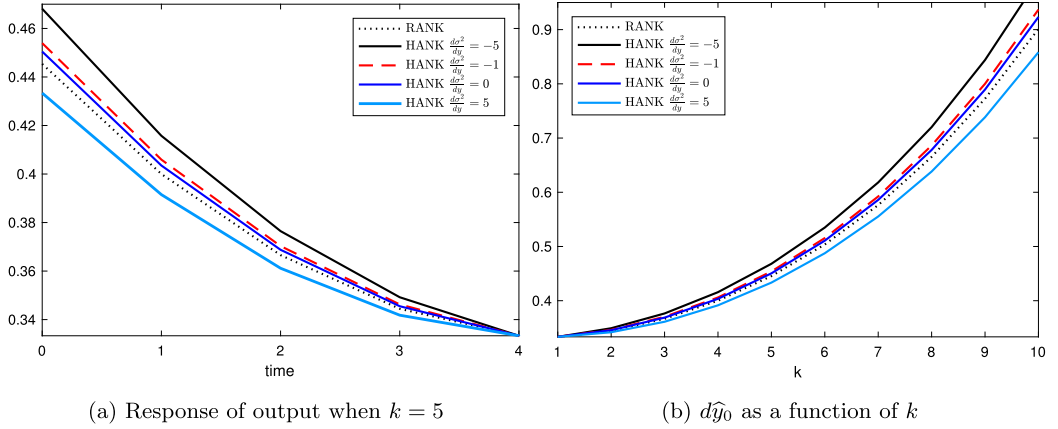 0.46
0.44
0.42
0.4
0.38
0.36
0.34
0 1 2 3 4
time
RANK
HANK dσ²/dy = −5
HANK dσ²/dy = −1
HANK dσ²/dy = 0
HANK dσ²/dy = 5
(a) Response of output when k = 5
0.9
0.8
0.7
0.6
0.5
0.4
1 2 3 4 5 6 7 8 9 10
k
RANK
HANK dσ²/dy = −5
HANK dσ²/dy = −1
HANK dσ²/dy = 0
HANK dσ²/dy = 5
(b) dŷ₀ as a function of k